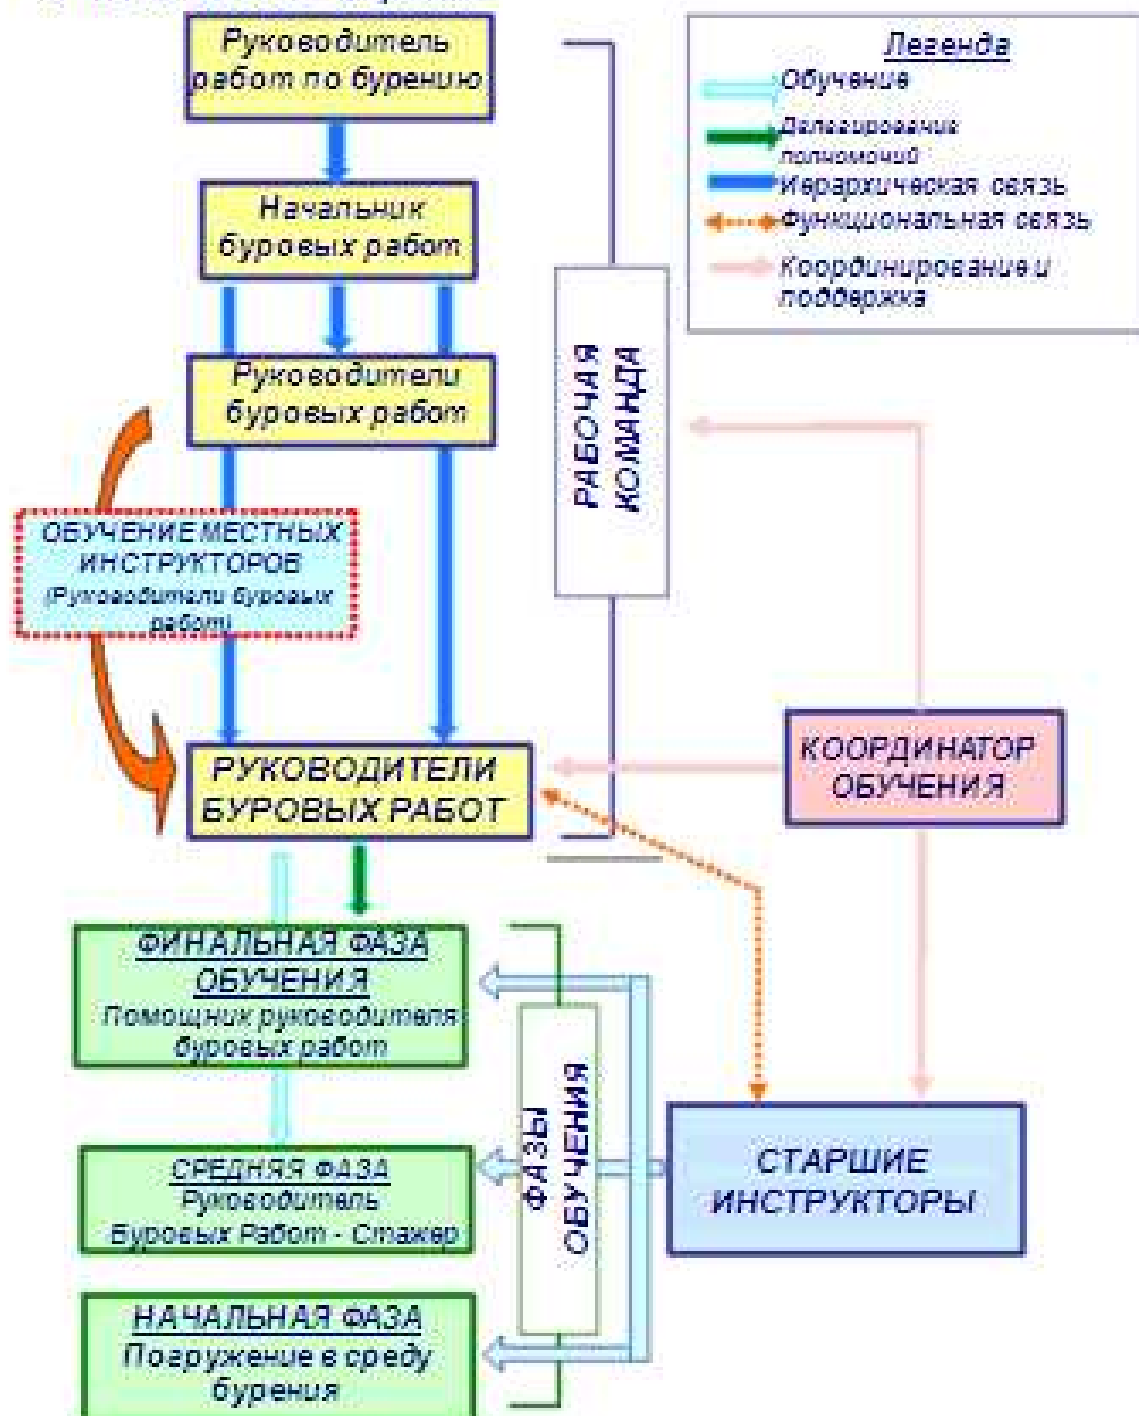 Руководитель
работ по бурению
Начальник
буровых работ
Руководители
буровых работ
ОБУЧЕНИЕ МЕСТНЫХ
ИНСТРУКТОРОВ
(Руководители буровых
работ)
РУКОВОДИТЕЛИ
БУРОВЫХ РАБОТ
ФИНАЛЬНАЯ ФАЗА
ОБУЧЕНИЯ
Помощник руководителя
буровых работ
СРЕДНЯЯ ФАЗА
Руководитель
Буровых Работ - Стажер
НАЧАЛЬНАЯ ФАЗА
Погружение в среду
бурения
РАБОЧАЯ
КОМАНДА
ФАЗЫ
ОБУЧЕНИЯ
Легенда
Обучение
Делегирование
полномочий
Иерархическая связь
Функциональная связь
Координирование и
поддержка
КООРДИНАТОР
ОБУЧЕНИЯ
СТАРШИЕ
ИНСТРУКТОРЫ